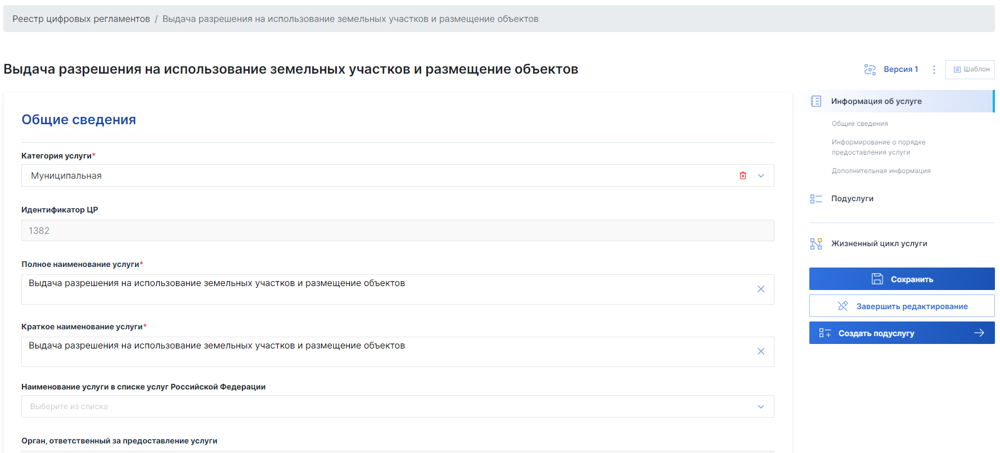 Реестр цифровых регламентов / Выдача разрешения на использование земельных участков и размещение объектов
Выдача разрешения на использование земельных участков и размещение объектов
Версия 1
Шаблон
Общие сведения
Категория услуги*
Муниципальная
Идентификатор ЦР
1382
Полное наименование услуги*
Выдача разрешения на использование земельных участков и размещение объектов
Краткое наименование услуги*
Выдача разрешения на использование земельных участков и размещение объектов
Наименование услуги в списке услуг Российской Федерации
Выберите из списка
Орган, ответственный за предоставление услуги
Информация об услуге
Общие сведения
Информирование о порядке
предоставления услуги
Дополнительная информация
Подуслуги
Жизненный цикл услуги
Сохранить
Завершить редактирование
Создать подуслугу